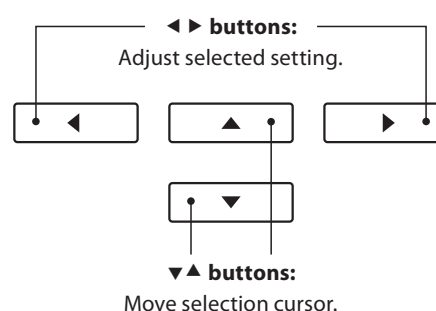 ◀ ▶ buttons:
Adjust selected setting.
◀
▲
▶
▼
▼▲ buttons:
Move selection cursor.